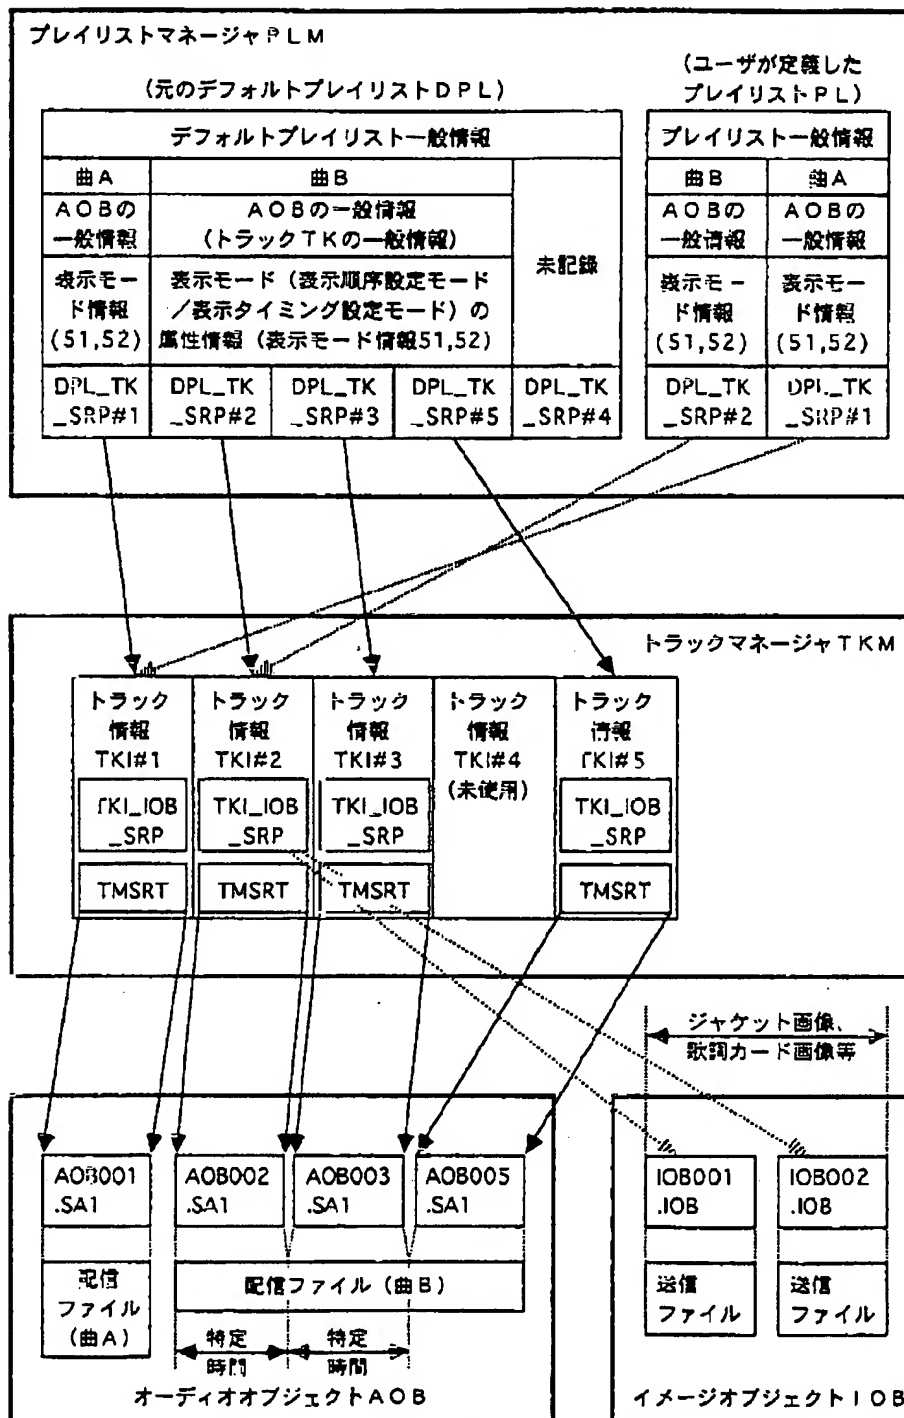 プレイリストマネージャPLM
(元のデフォルトプレイリストDPL)
(ユーザが定義した
プレイリストPL)
デフォルトプレイリスト一般情報
曲A
曲B
AOBの
一般情報
AOBの一般情報
(トラックTKの一般情報)
未記録
表示モー
ド情報
(51,52)
表示モード(表示順序設定モード
/表示タイミング設定モード)の
属性情報(表示モード情報51,52)
DPL_TK
_SRP#1
DPL_TK
_SRP#2
DPL_TK
_SRP#3
DPL_TK
_SRP#5
DPL_TK
_SRP#4
プレイリスト一般情報
曲B
曲A
AOBの
一般情報
AOBの
一般情報
表示モー
ド情報
(51,52)
表示モー
ド情報
(51,52)
DPL_TK
_SRP#2
DPL_TK
_SRP#1
トラックマネージャTKM
トラック
情報
TKI#1
TKI_IOB
_SRP
TMSRT
トラック
情報
TKI#2
TKI_IOB
_SRP
TMSRT
トラック
情報
TKI#3
TKI_IOB
_SRP
TMSRT
トラック
情報
TKI#4
(未使用)
トラック
情報
TKI#5
TKI_IOB
_SRP
TMSRT
ジャケット画像、
歌詞カード画像等
AOB001
.SA1
AOB002
.SA1
AOB003
.SA1
AOB005
.SA1
配信
ファイル
(曲A)
配信ファイル(曲B)
特定
時間
特定
時間
オーディオオブジェクトAOB
IOB001
.IOB
IOB002
.IOB
送信
ファイル
送信
ファイル
イメージオブジェクトIOB